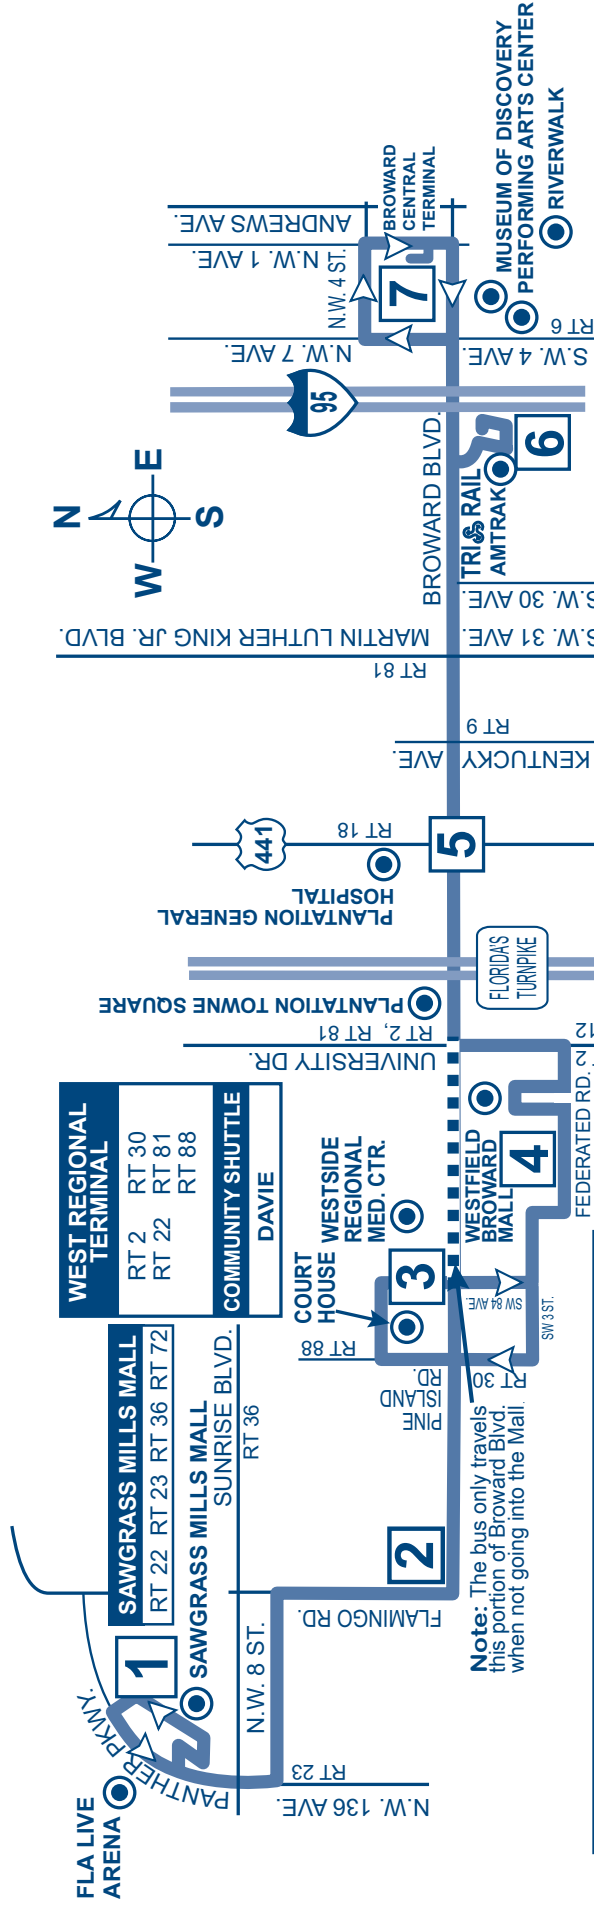 FLA LIVE
ARENA
PANTHER PKWY.
1
SAWGRASS MILLS MALL
SAWGRASS MILLS MALL
RT 22 RT 23 RT 36 RT 72
SUNRISE BLVD.
RT 36
N.W. 8 ST.
N.W. 136 AVE.
RT 23
FLAMINGO RD.
2
WEST REGIONAL
TERMINAL
RT 2 RT 30
RT 22 RT 81
RT 88
COMMUNITY SHUTTLE
DAVIE
COURT
HOUSE
WESTSIDE
REGIONAL
MED. CTR.
RT 88
PINE
ISLAND
RD.
3
RT 30
SW 84 AVE.
SW 3 ST.
Note: The bus only travels
this portion of Broward Blvd.
when not going into the Mall.
WESTFIELD
BROWARD
MALL
4
FEDERATED RD.
UNIVERSITY DR.
RT 2, RT 81
PLANTATION TOWNE SQUARE
FLORIDA'S
TURNPIKE
PLANTATION GENERAL
HOSPITAL
441
RT 18
5
KENTUCKY AVE.
RT 9
RT 81
MARTIN LUTHER KING JR. BLVD.
S.W. 31 AVE.
S.W. 30 AVE.
N
W E
S
BROWARD BLVD.
TRI RAIL
AMTRAK
6
95
N.W. 7 AVE.
S.W. 4 AVE.
RT 6
N.W. 4 ST.
7
N.W. 1 AVE.
ANDREWS AVE.
BROWARD
CENTRAL
TERMINAL
MUSEUM OF DISCOVERY
PERFORMING ARTS CENTER
RIVERWALK